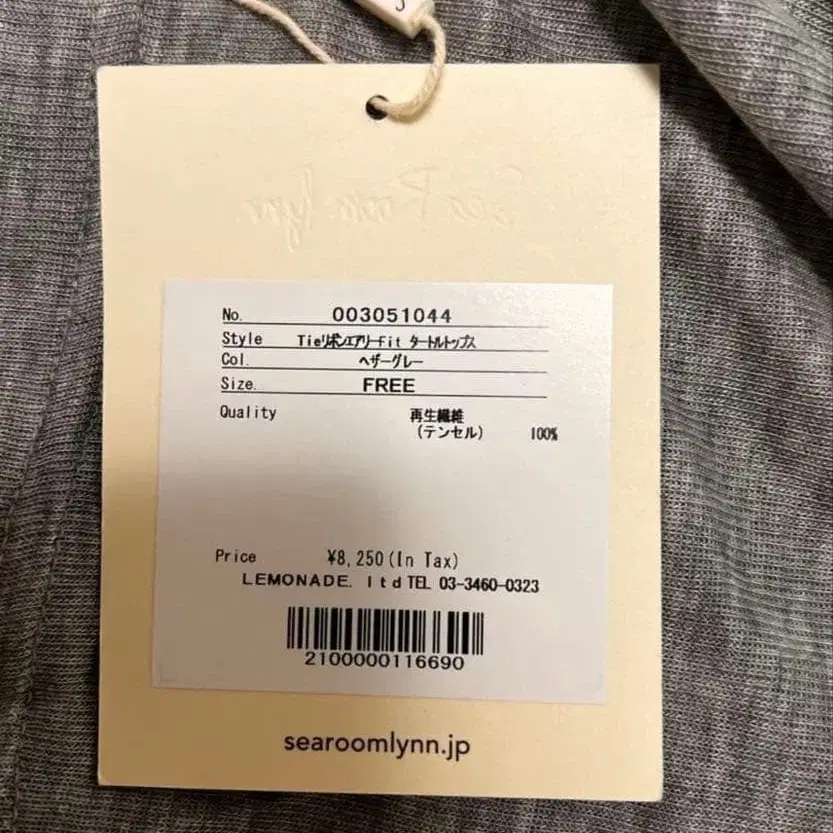 Sea Room lynn
No. 003051044
Style Tieリボンエアリーfit タートルトップス
Col. ヘザーグレー
Size. FREE
Quality 再生繊維
(テンセル) 100%
Price ¥8,250(In Tax)
LEMONADE. ltd TEL 03-3460-0323
2100000116690
searoomlynn.jp